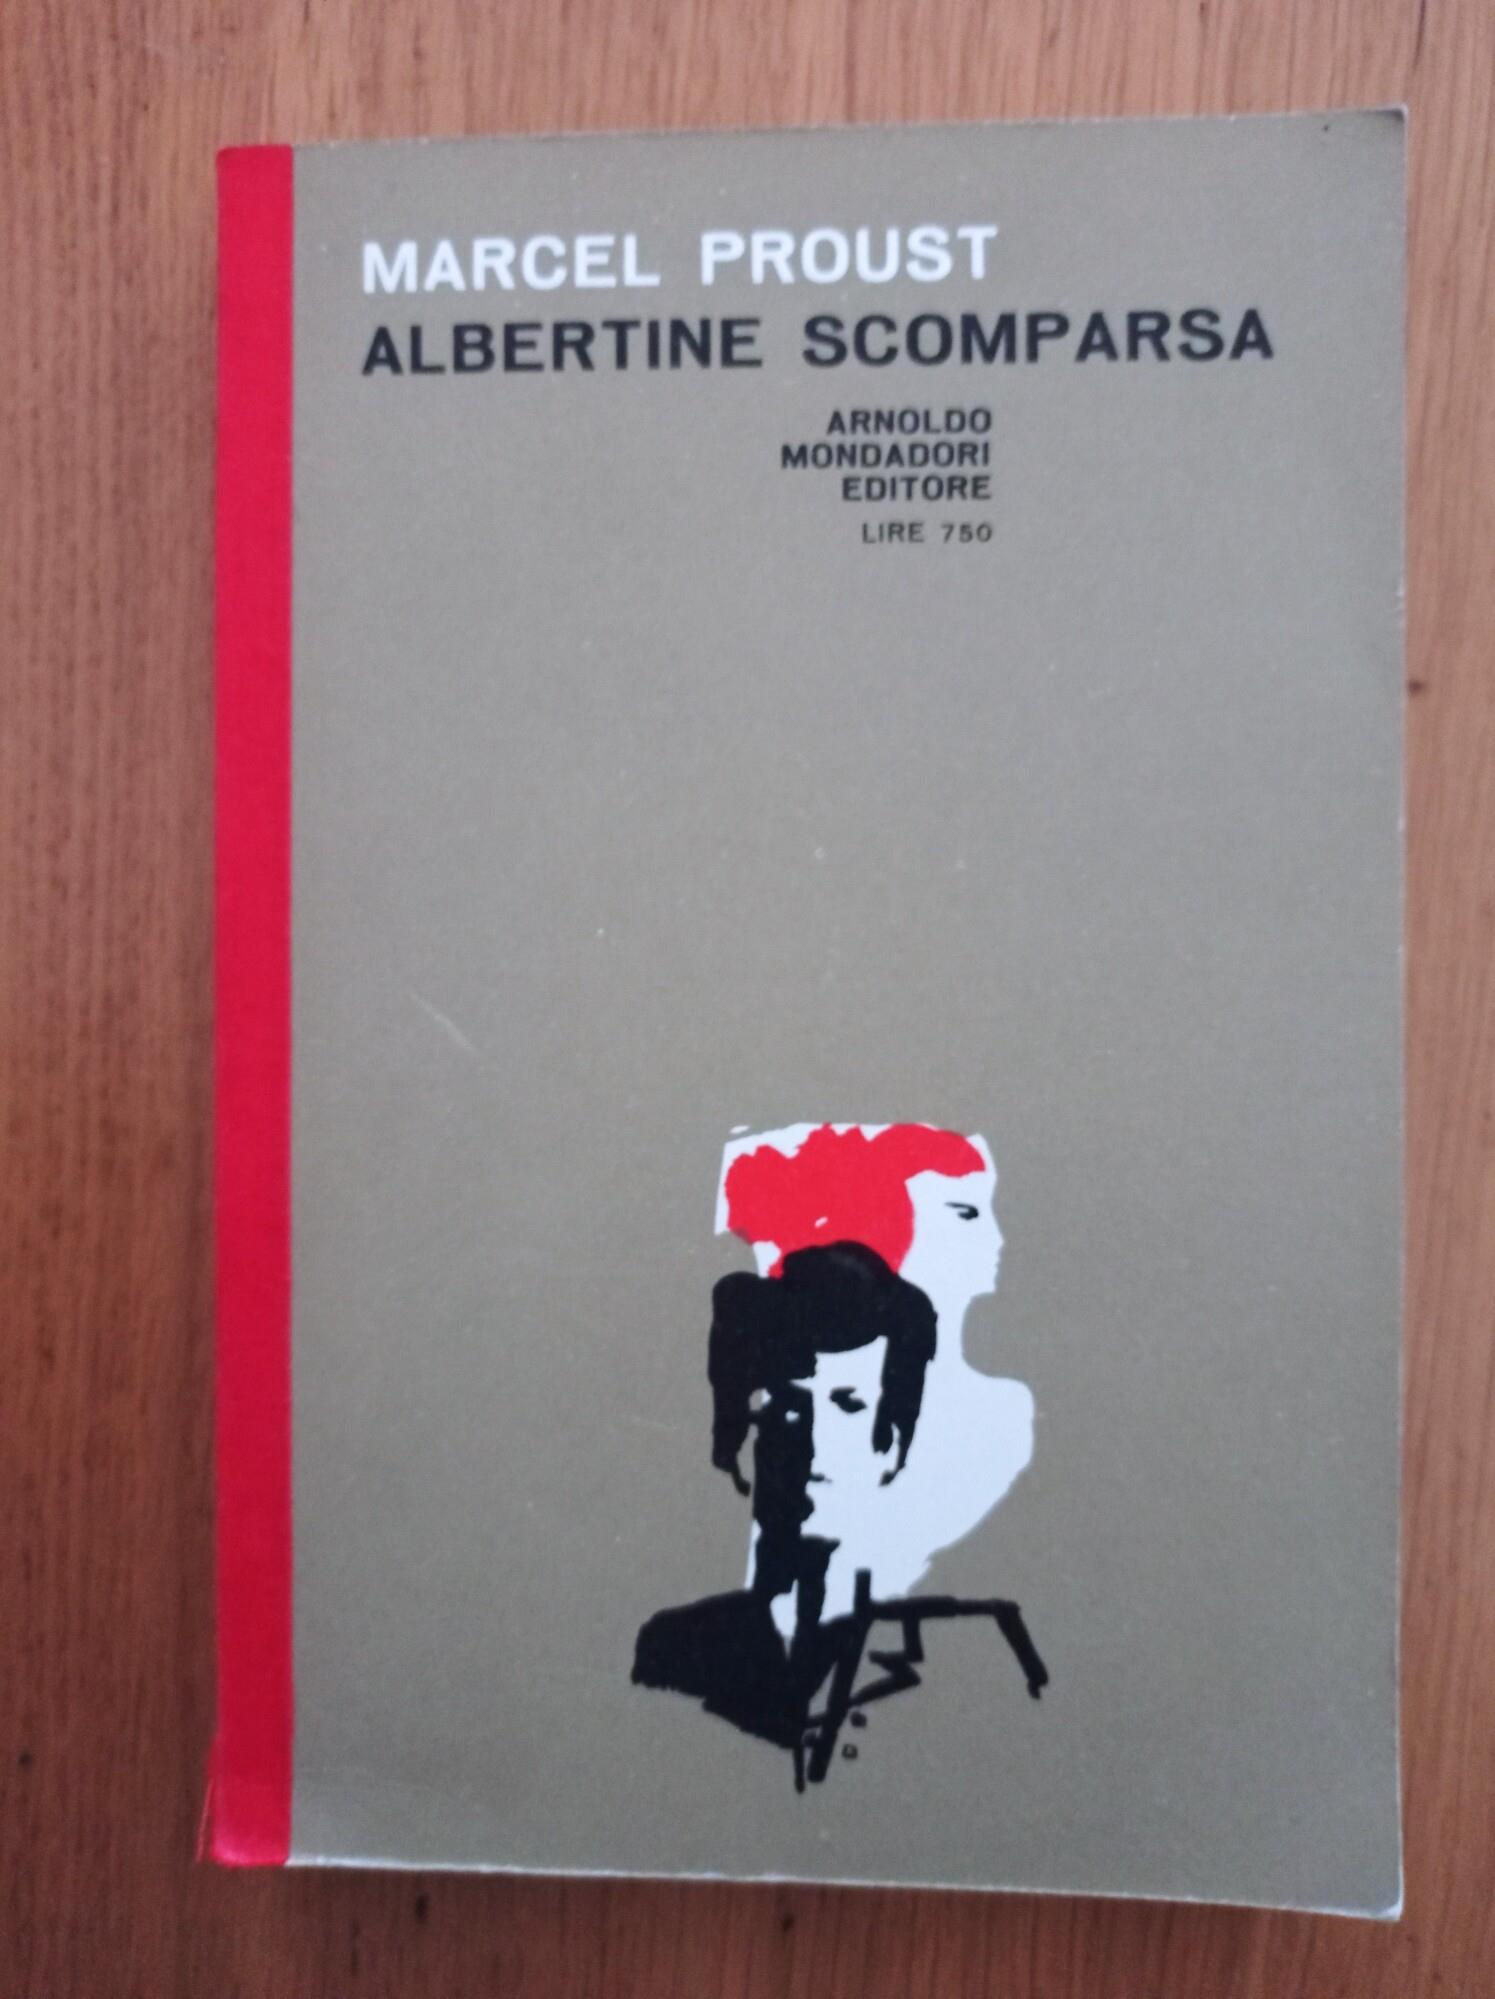 MARCEL PROUST
ALBERTINE SCOMPARSA
ARNOLDO
MONDADORI
EDITORE
LIRE 750